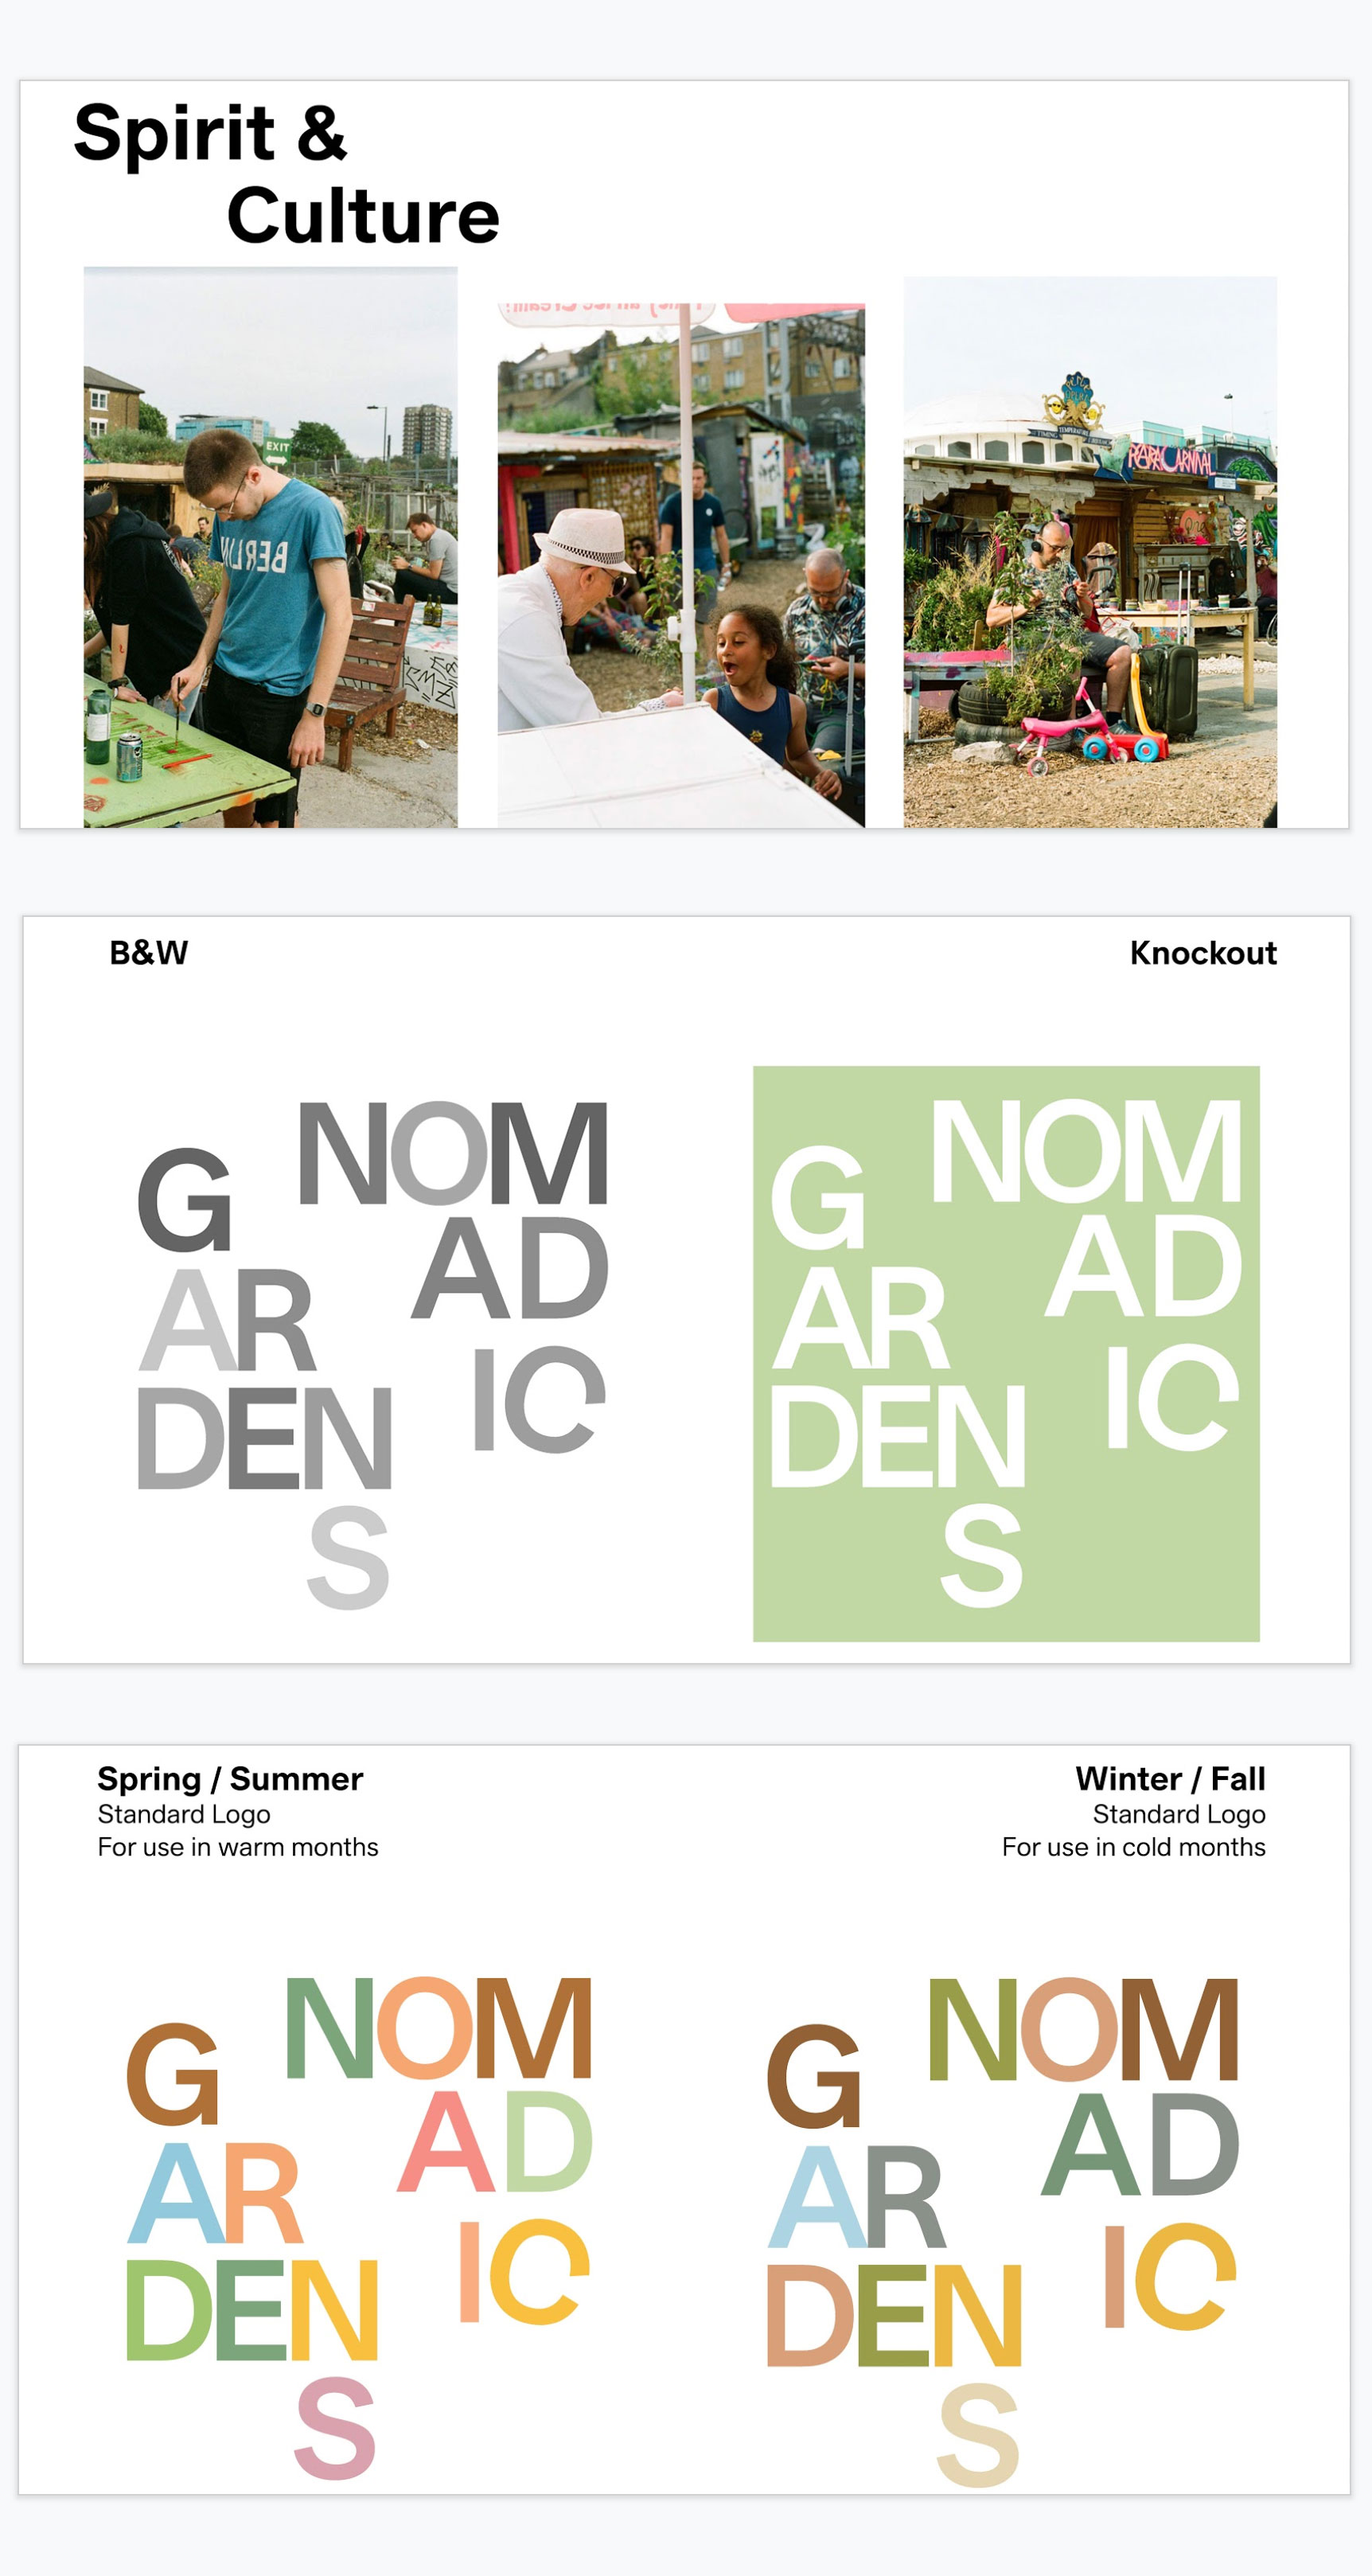 Spirit &
Culture
EXIT
BERLIN
RARA CARNIVAL
B&W
Knockout
NOM
G
AD
AR
IC
DEN
S
NOM
G
AD
AR
IC
DEN
S
Spring / Summer
Standard Logo
For use in warm months
Winter / Fall
Standard Logo
For use in cold months
NOM
G
AD
AR
IC
DEN
S
NOM
G
AD
AR
IC
DEN
S